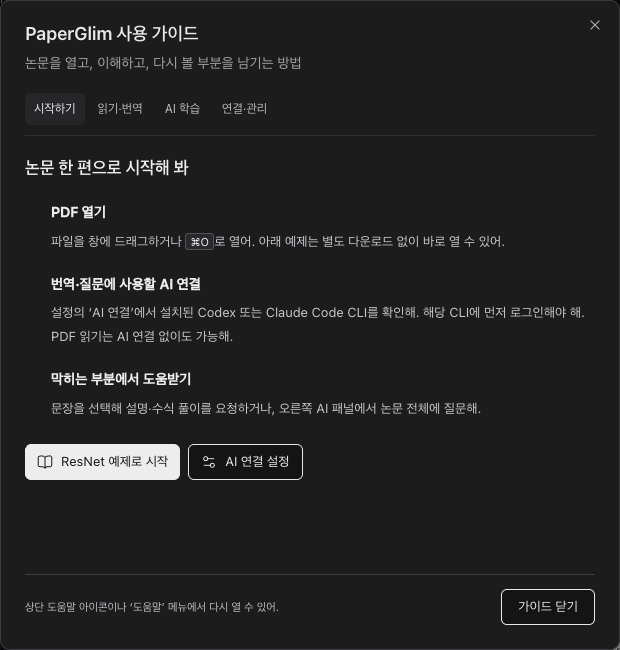 PaperGlim 사용 가이드
논문을 열고, 이해하고, 다시 볼 부분을 남기는 방법
시작하기 읽기·번역 AI 학습 연결·관리
논문 한 편으로 시작해 봐
PDF 열기
파일을 창에 드래그하거나 ⌘O로 열어. 아래 예제는 별도 다운로드 없이 바로 열 수 있어.
번역·질문에 사용할 AI 연결
설정의 ‘AI 연결’에서 설치된 Codex 또는 Claude Code CLI를 확인해. 해당 CLI에 먼저 로그인해야 해.
PDF 읽기는 AI 연결 없이도 가능해.
막히는 부분에서 도움받기
문장을 선택해 설명·수식 풀이를 요청하거나, 오른쪽 AI 패널에서 논문 전체에 질문해.
ResNet 예제로 시작 AI 연결 설정
상단 도움말 아이콘이나 ‘도움말’ 메뉴에서 다시 열 수 있어.
가이드 닫기